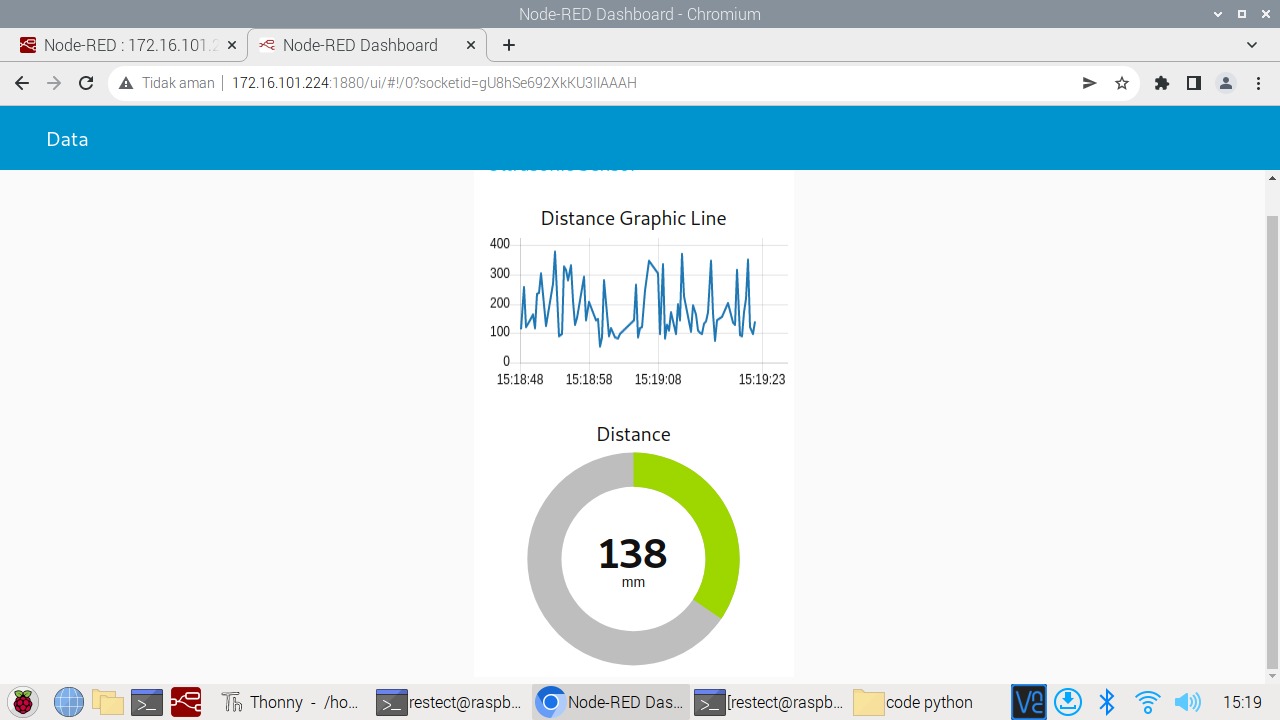 Node-RED Dashboard - Chromium
Node-RED : 172.16.101.2
Node-RED Dashboard
Tidak aman
172.16.101.224:1880/ui/#!/0?socketid=gU8hSe692XkKU3IIAAAH
Data
Distance Graphic Line
400
300
200
100
0
15:18:48 15:18:58 15:19:08 15:19:23
Distance
138
mm
Thonny - /hb...
restect@raspb...
Node-RED Das...
[restect@raspb...
code python
15:19